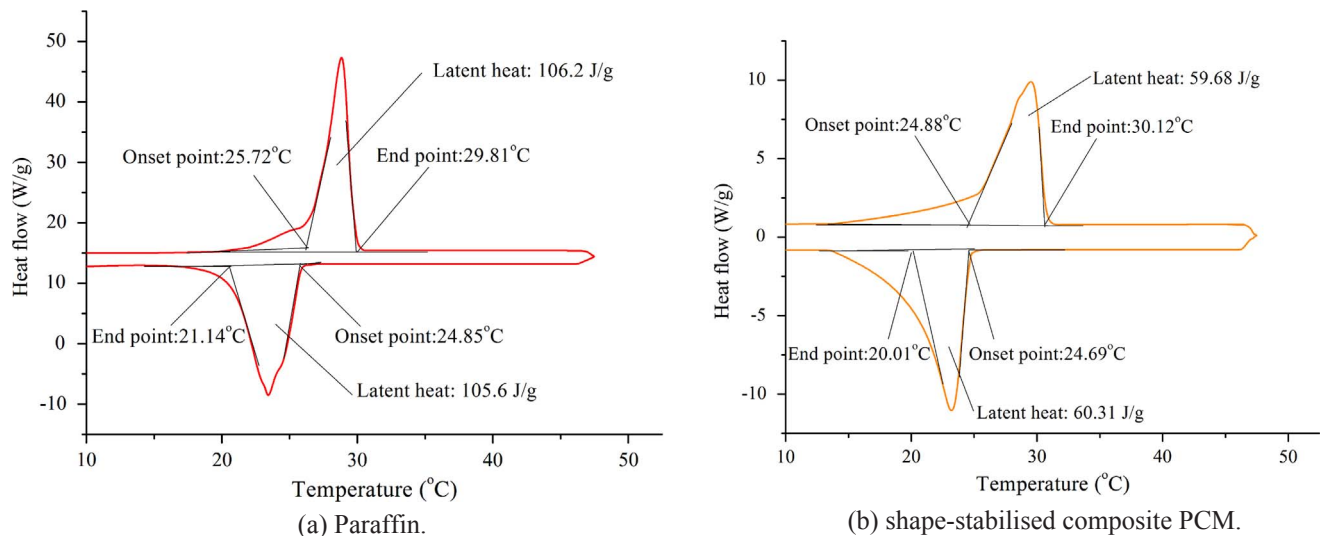 50
40
30
20
10
0
-10
Heat flow (W/g)
Latent heat: 106.2 J/g
Onset point:25.72°C
End point:29.81°C
End point:21.14°C
Onset point:24.85°C
Latent heat: 105.6 J/g
10 20 30 40 50
Temperature (°C)
(a) Paraffin.
10
5
0
-5
-10
Heat flow (W/g)
Latent heat: 59.68 J/g
Onset point:24.88°C
End point:30.12°C
End point:20.01°C
Onset point:24.69°C
Latent heat: 60.31 J/g
10 20 30 40 50
Temperature (°C)
(b) shape-stabilised composite PCM.